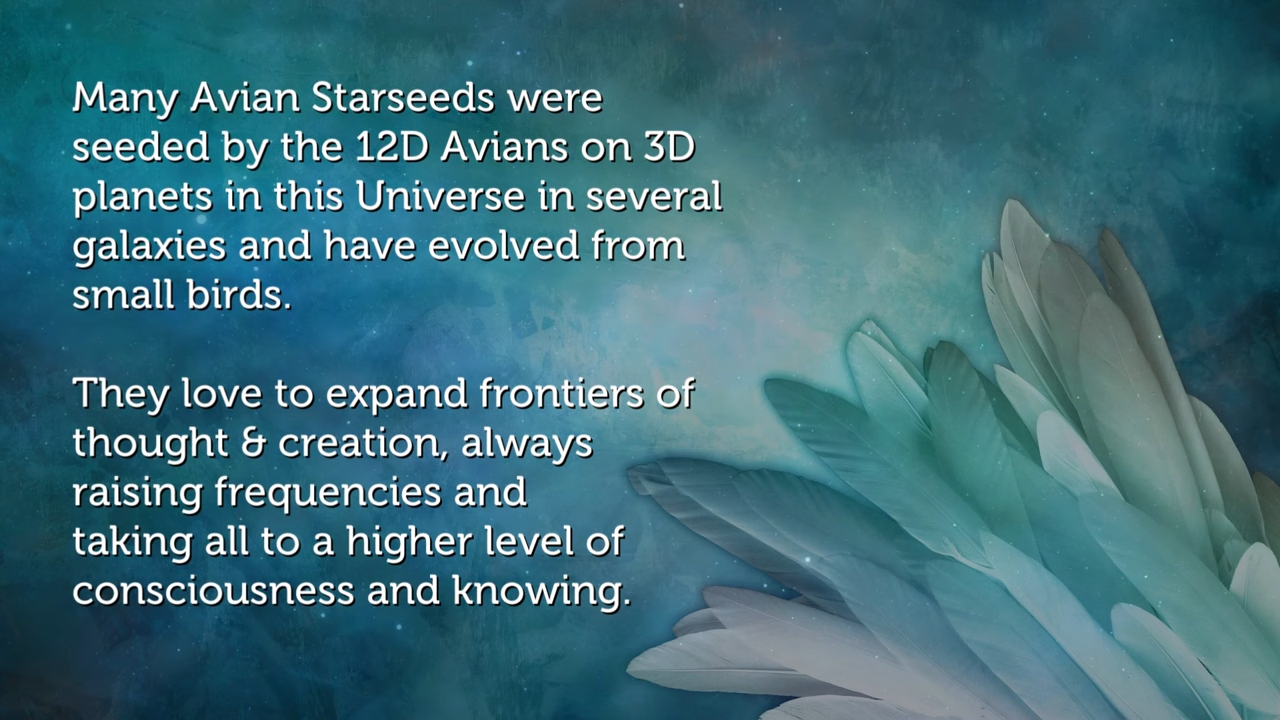 Many Avian Starseeds were
seeded by the 12D Avians on 3D
planets in this Universe in several
galaxies and have evolved from
small birds.
They love to expand frontiers of
thought & creation, always
raising frequencies and
taking all to a higher level of
consciousness and knowing.